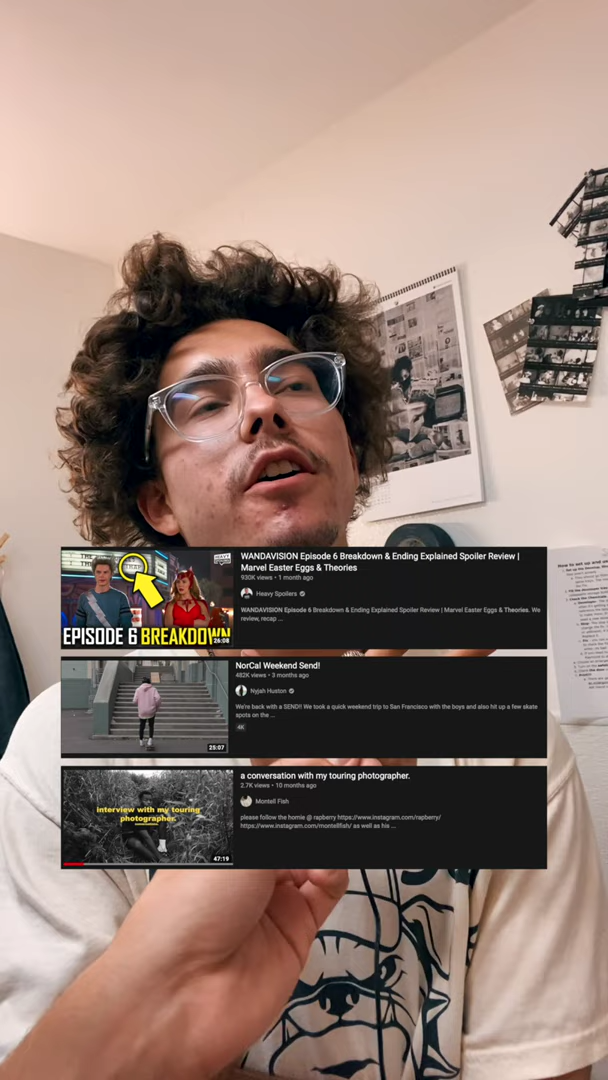 WANDAVISION Episode 6 Breakdown & Ending Explained Spoiler Review |
Marvel Easter Eggs & Theories
930K views • 1 month ago
Heavy Spoilers
WANDAVISION Episode 6 Breakdown & Ending Explained Spoiler Review | Marvel Easter Eggs & Theories. We
review, recap ...
EPISODE 6 BREAKDOWN
26:08
NorCal Weekend Send!
482K views • 3 months ago
Nyjah Huston
We're back with a SEND!! We took a quick weekend trip to San Francisco with the boys and also hit up a few skate
spots on the ...
4K
25:07
a conversation with my touring photographer.
2.7K views • 10 months ago
Montell Fish
please follow the homie @ rapberry https://www.instagram.com/rapberry/
https://www.instagram.com/montellfish/ as well as his ...
interview with my touring
photographer.
47:19
How to set up and